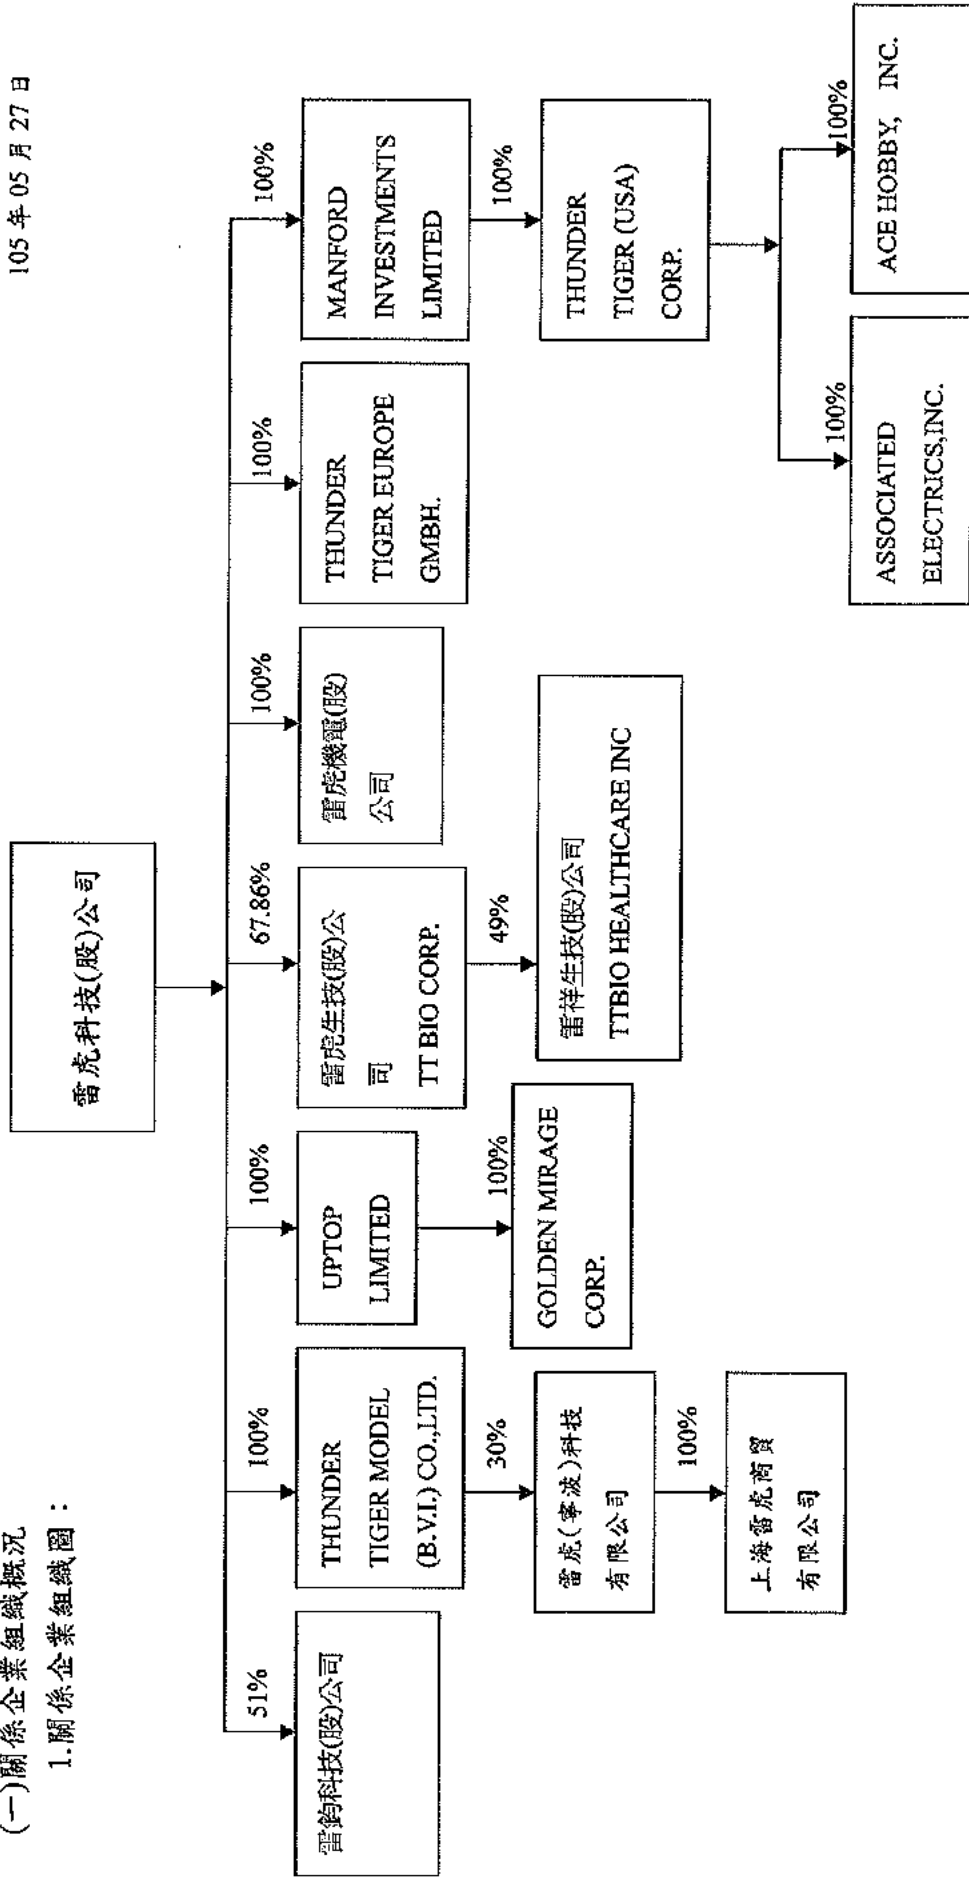 (一)關係企業組織概況
1.關係企業組織圖：
105 年 05 月 27 日
雷虎科技(股)公司
51%
雷鈞科技(股)公司
100%
THUNDER
TIGER MODEL
(B.V.I.) CO.,LTD.
30%
雷虎(寧波)科技
有限公司
100%
上海雷虎商貿
有限公司
100%
UPTOP
LIMITED
100%
GOLDEN MIRAGE
CORP.
67.86%
雷虎生技(股)公
司
TT BIO CORP.
49%
雷祥生技(股)公司
TTBIO HEALTHCARE INC
100%
雷虎機電(股)
公司
100%
THUNDER
TIGER EUROPE
GMBH.
100%
MANFORD
INVESTMENTS
LIMITED
100%
THUNDER
TIGER (USA)
CORP.
100%
ASSOCIATED
ELECTRICS,INC.
100%
ACE HOBBY, INC.